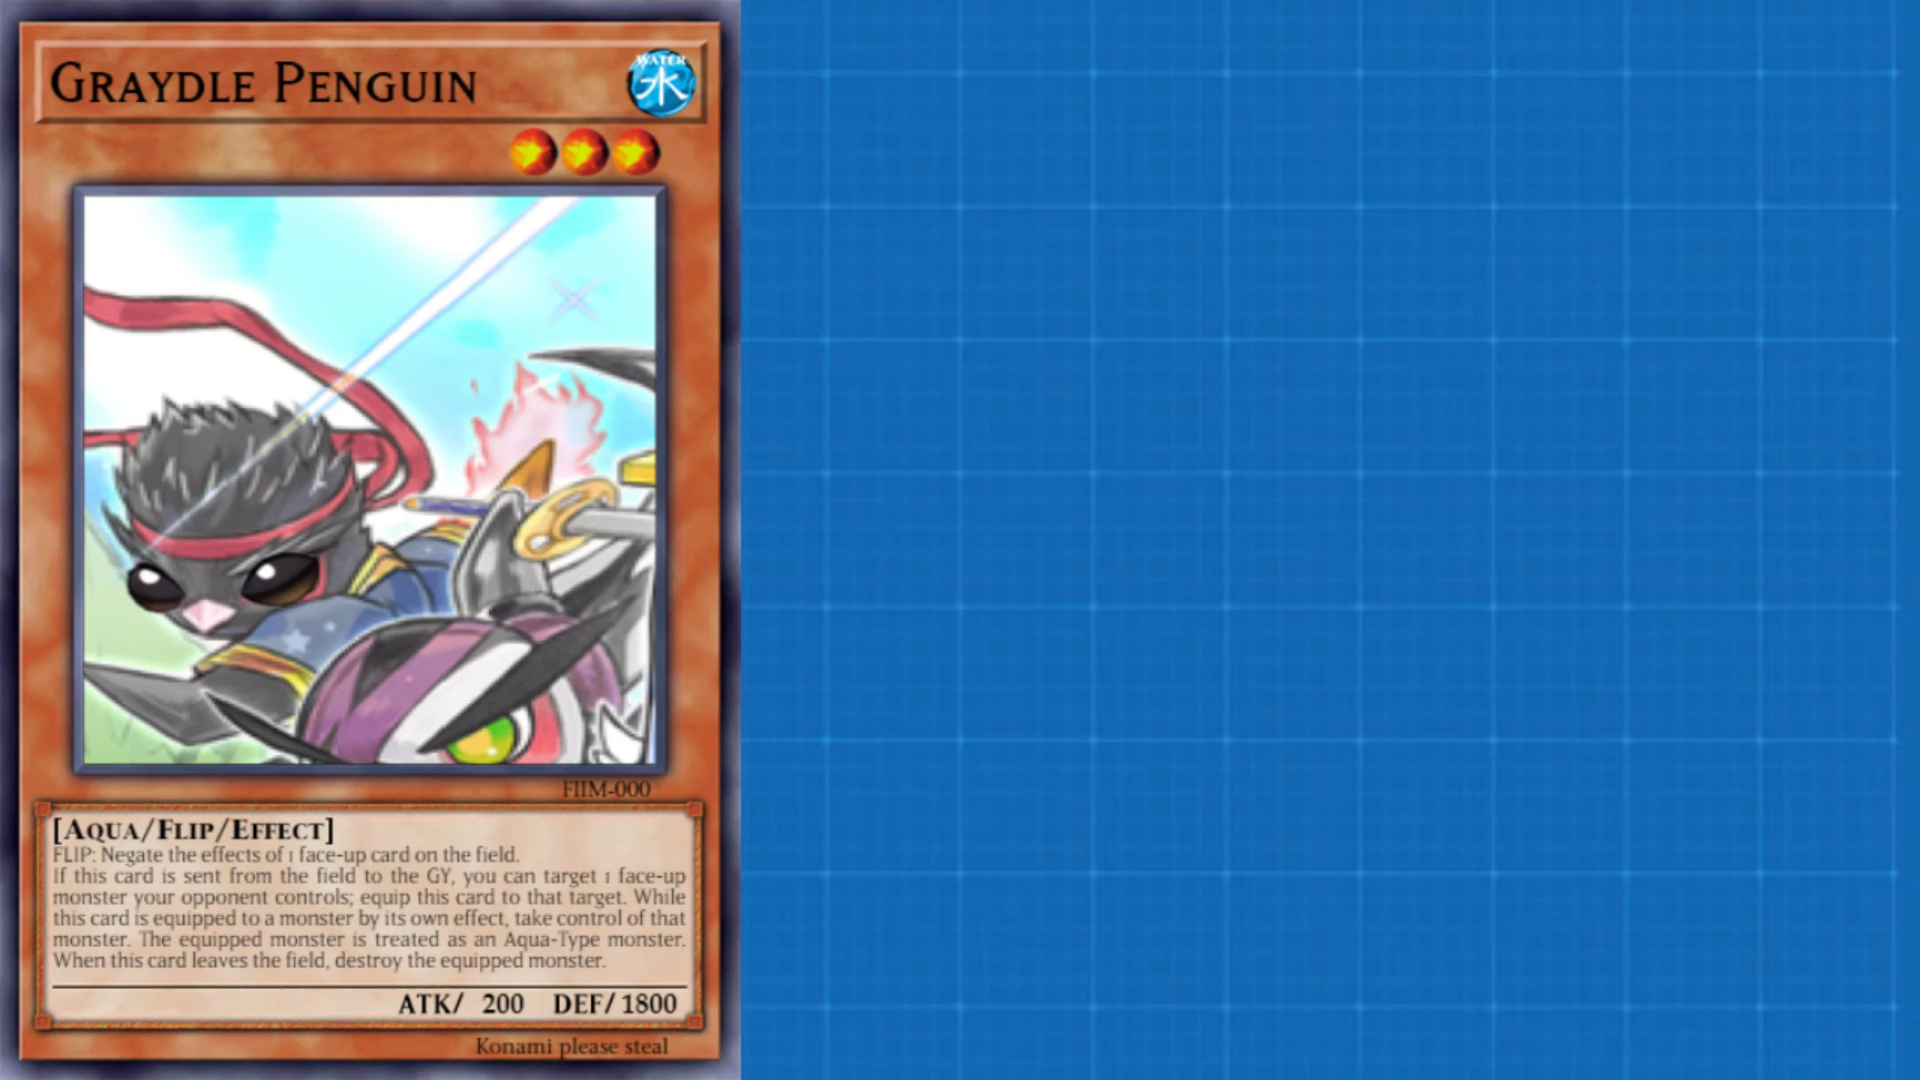 GRAYDLE PENGUIN
WATER
水
FIIM-000
[AQUA/FLIP/EFFECT]
FLIP: Negate the effects of 1 face-up card on the field.
If this card is sent from the field to the GY, you can target 1 face-up
monster your opponent controls; equip this card to that target. While
this card is equipped to a monster by its own effect, take control of that
monster. The equipped monster is treated as an Aqua-Type monster.
When this card leaves the field, destroy the equipped monster.
ATK/ 200 DEF/1800
Konami please steal